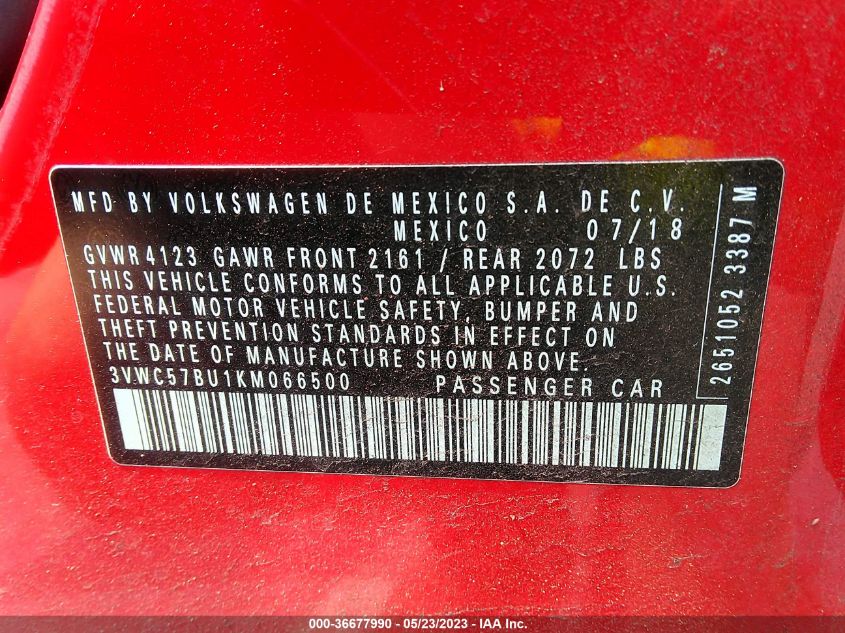 MFD BY VOLKSWAGEN DE MEXICO S.A. DE C.V.
MEXICO 07/18
GVWR 4123 GAWR FRONT 2161 / REAR 2072 LBS
THIS VEHICLE CONFORMS TO ALL APPLICABLE U.S.
FEDERAL MOTOR VEHICLE SAFETY, BUMPER AND
THEFT PREVENTION STANDARDS IN EFFECT ON
THE DATE OF MANUFACTURE SHOWN ABOVE.
3VWC57BU1KM066500 PASSENGER CAR
2651052 3387 M
000-36677990 - 05/23/2023 - IAA Inc.